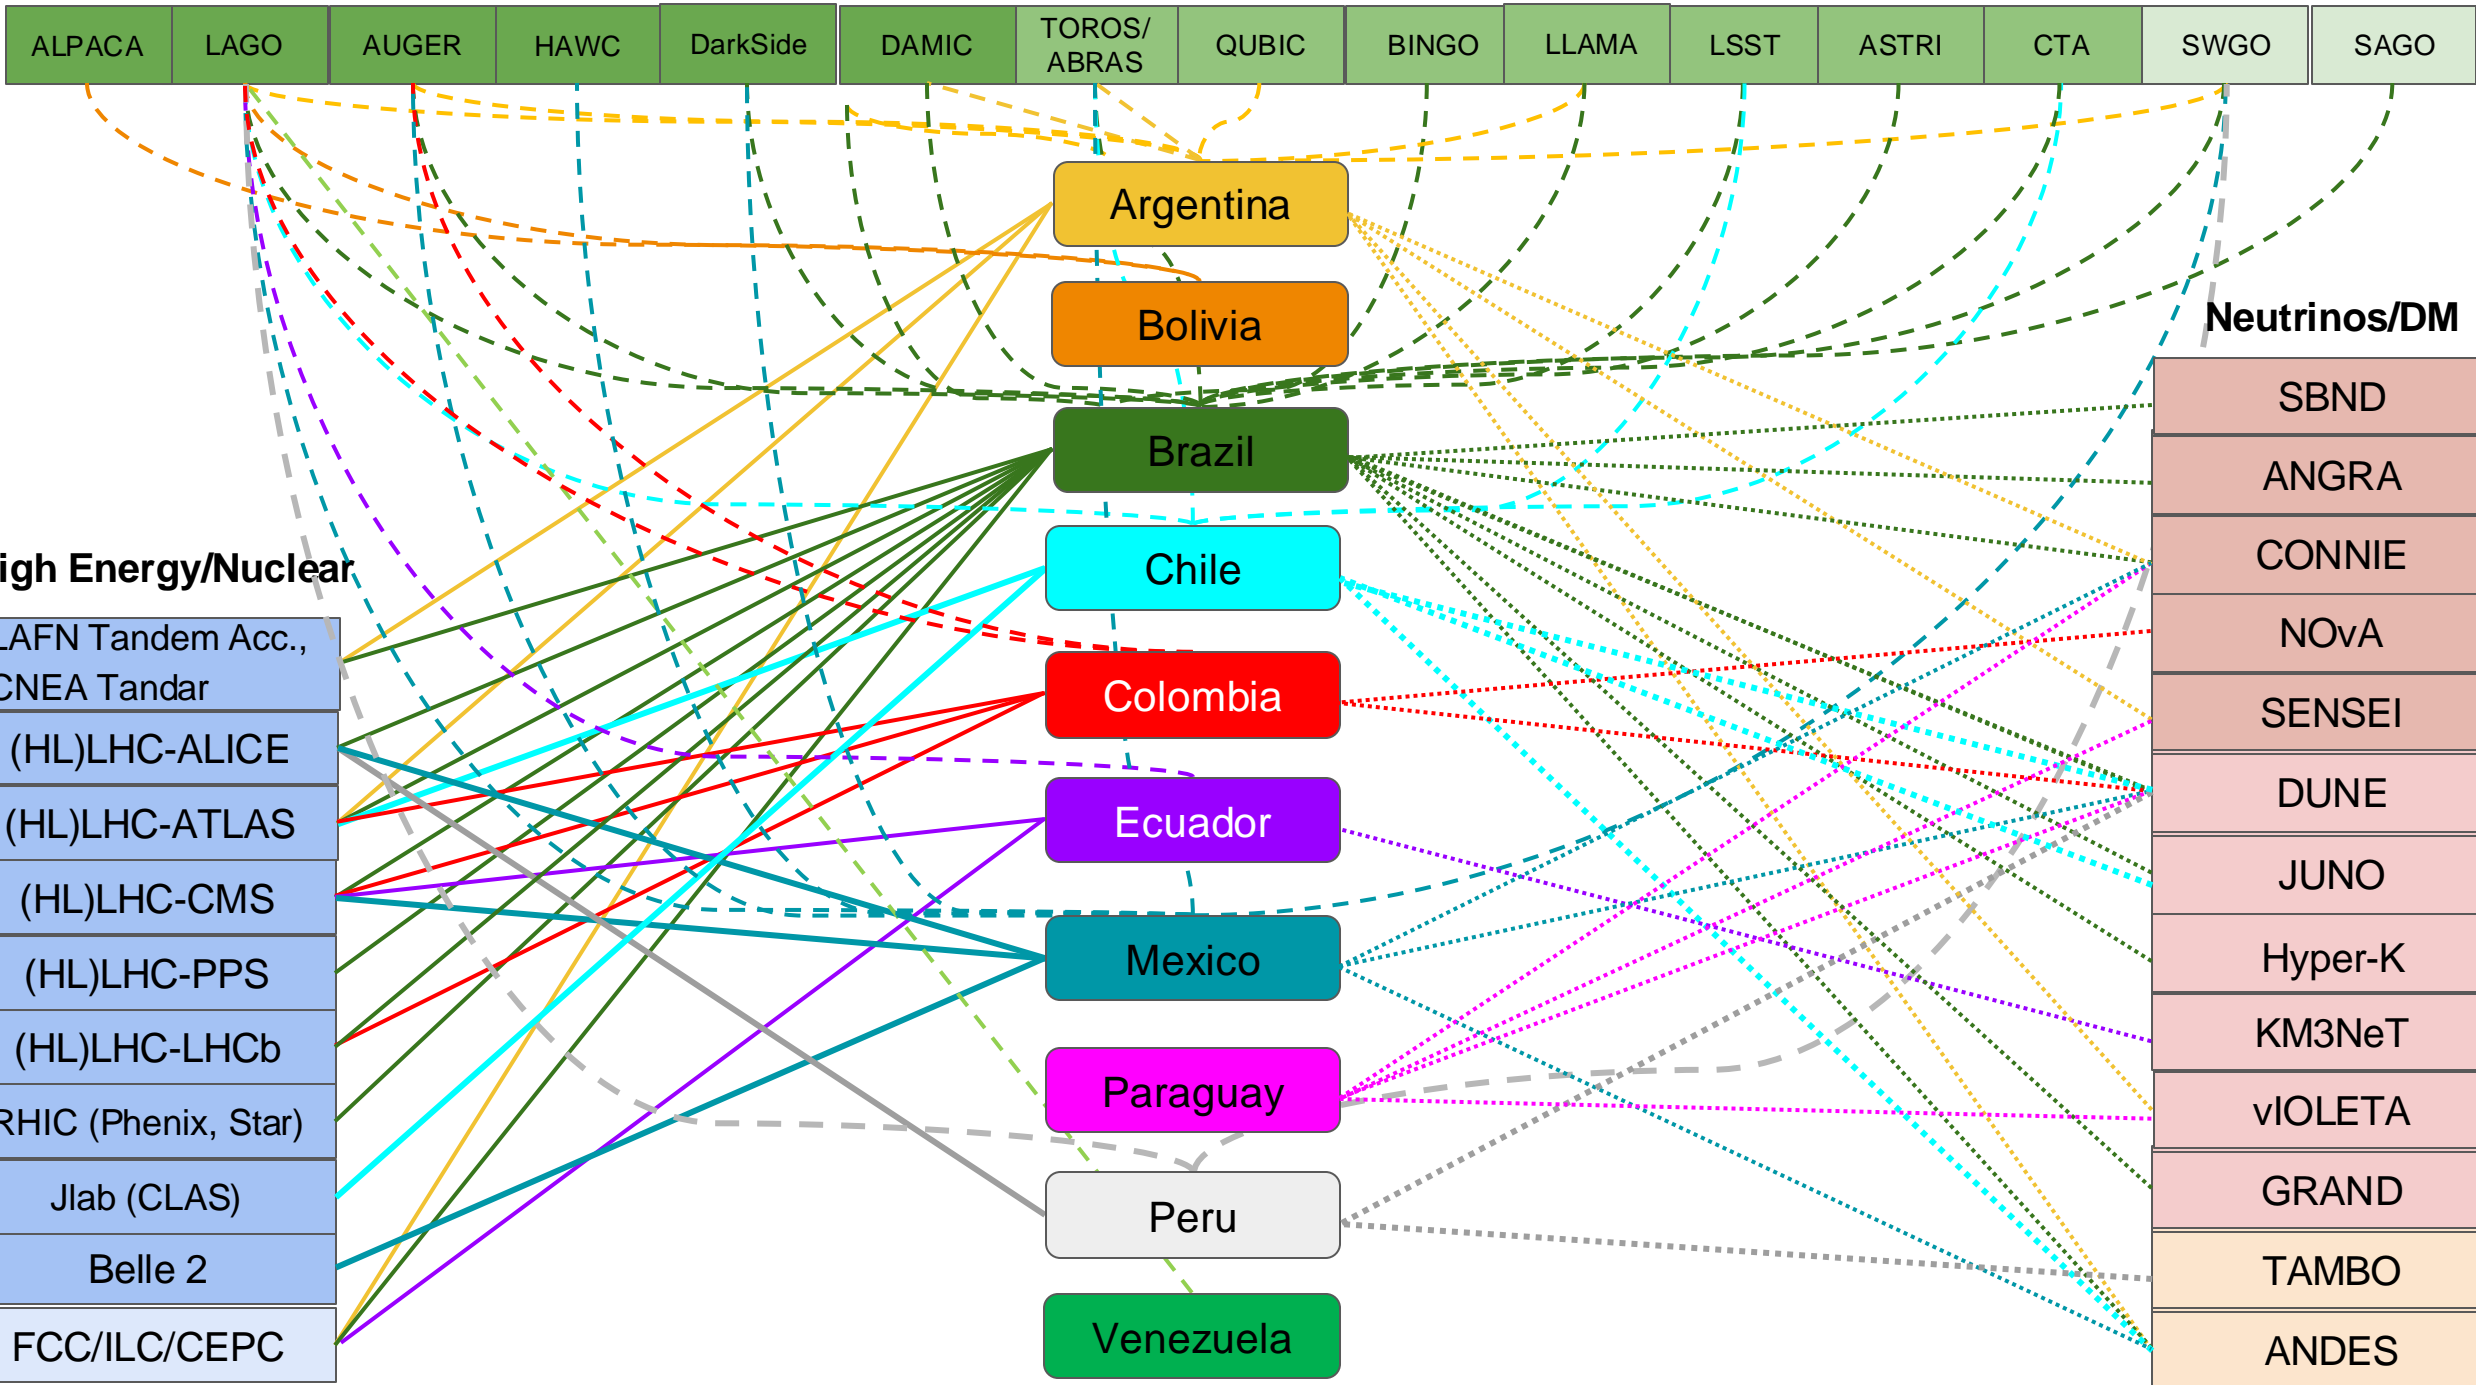 ALPACA
LAGO
AUGER
HAWC
DarkSide
DAMIC
TOROS/
ABRAS
QUBIC
BINGO
LLAMA
LSST
ASTRI
CTA
SWGO
SAGO
igh Energy/Nuclear
LAFN Tandem Acc.,
CNEA Tandar
(HL)LHC-ALICE
(HL)LHC-ATLAS
(HL)LHC-CMS
(HL)LHC-PPS
(HL)LHC-LHCb
RHIC (Phenix, Star)
Jlab (CLAS)
Belle 2
FCC/ILC/CEPC
Argentina
Bolivia
Brazil
Chile
Colombia
Ecuador
Mexico
Paraguay
Peru
Venezuela
Neutrinos/DM
SBND
ANGRA
CONNIE
NOvA
SENSEI
DUNE
JUNO
Hyper-K
KM3NeT
vIOLETA
GRAND
TAMBO
ANDES